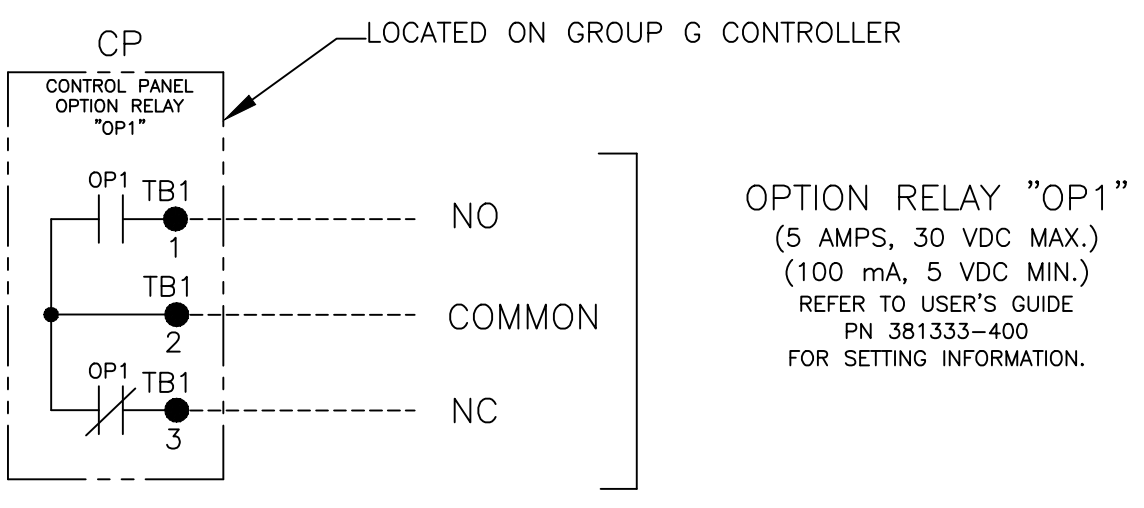 LOCATED ON GROUP G CONTROLLER
CP
CONTROL PANEL
OPTION RELAY
"OP1"
OP1 TB1
1
NO
TB1
2
COMMON
OP1 TB1
3
NC
OPTION RELAY "OP1"
(5 AMPS, 30 VDC MAX.)
(100 mA, 5 VDC MIN.)
REFER TO USER'S GUIDE
PN 381333-400
FOR SETTING INFORMATION.